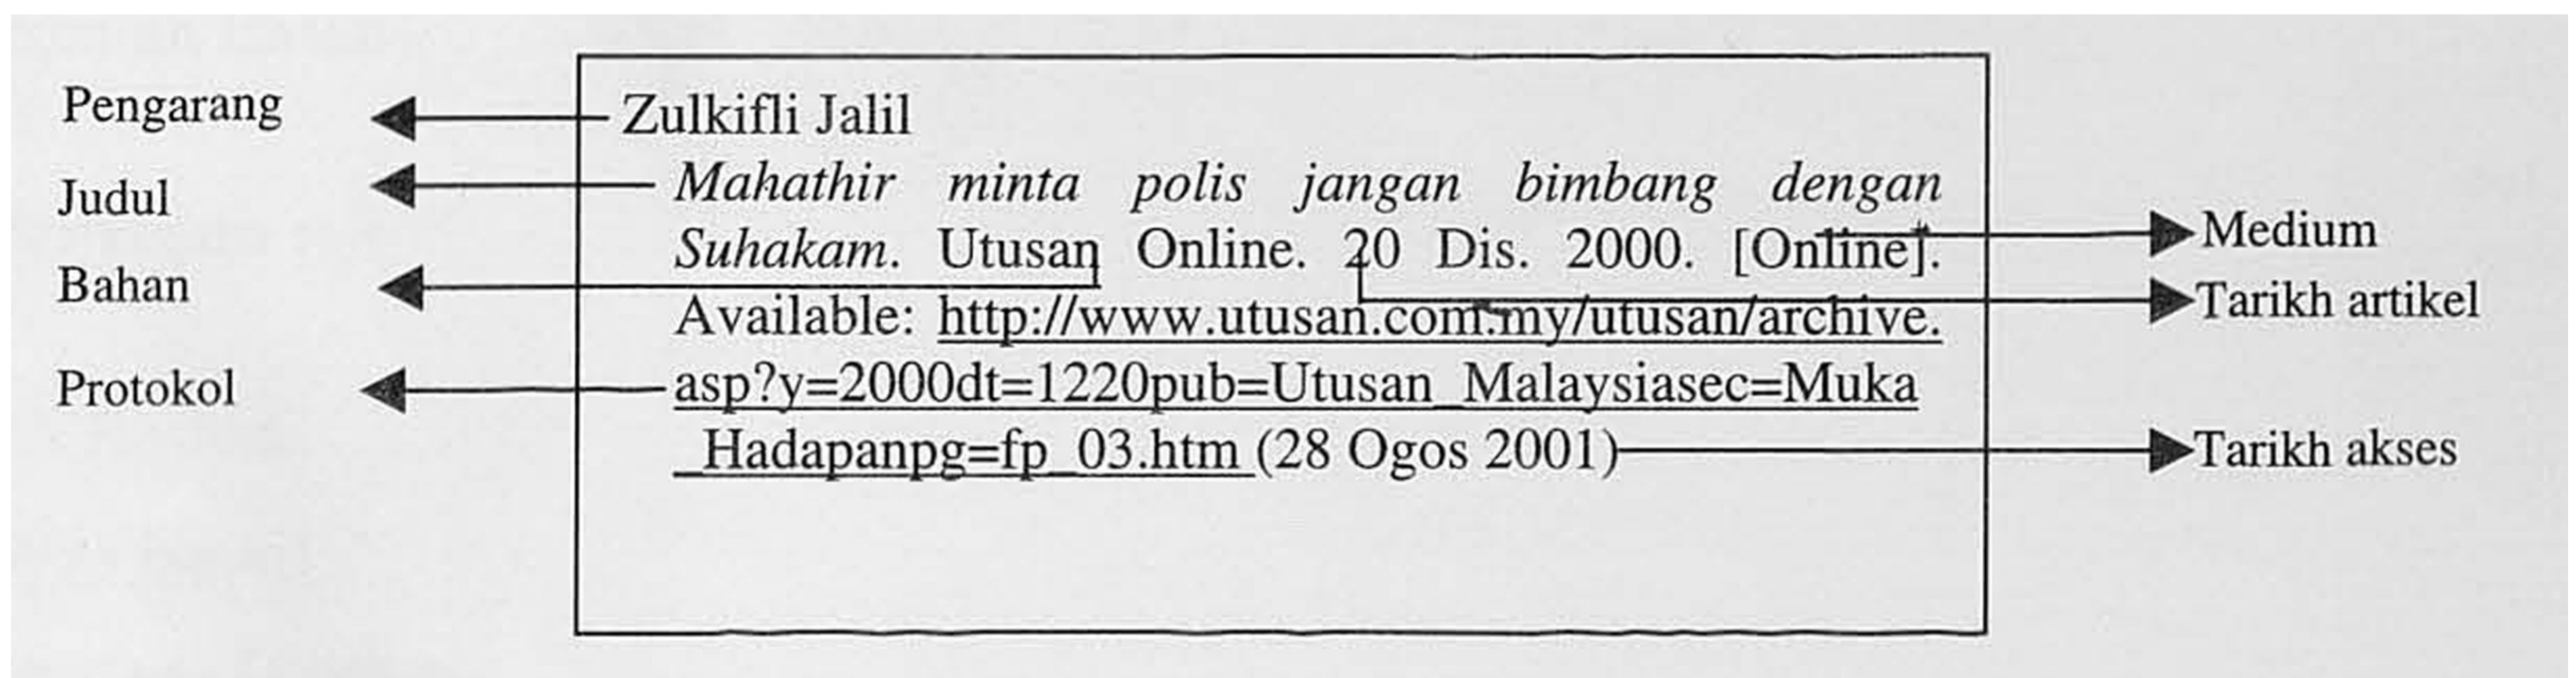 Pengarang
Judul
Bahan
Protokol
Zulkifli Jalil
Mahathir minta polis jangan bimbang dengan
Suhakam. Utusan Online. 20 Dis. 2000. [Online].
Available: http://www.utusan.com.my/utusan/archive.
asp?y=2000dt=1220pub=Utusan_Malaysiasec=Muka
_Hadapanpg=fp_03.htm (28 Ogos 2001)
Medium
Tarikh artikel
Tarikh akses